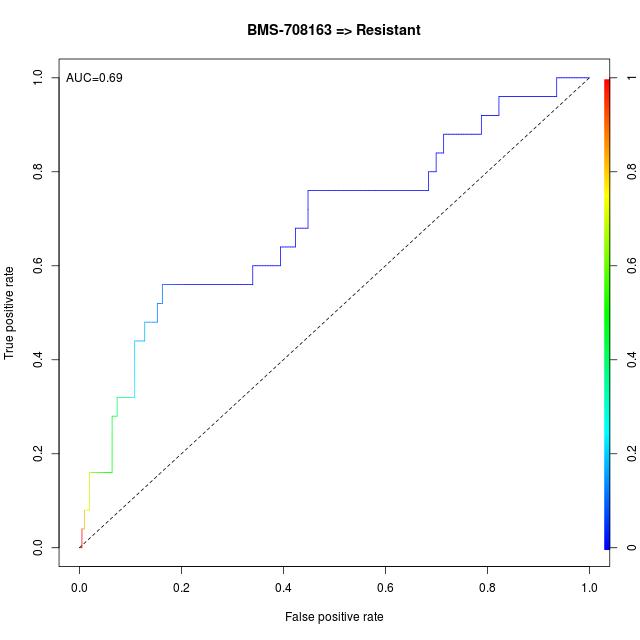 BMS-708163 => Resistant
AUC=0.69
True positive rate
1.0
0.8
0.6
0.4
0.2
0.0
0.0 0.2 0.4 0.6 0.8 1.0
False positive rate
1
0.8
0.6
0.4
0.2
0